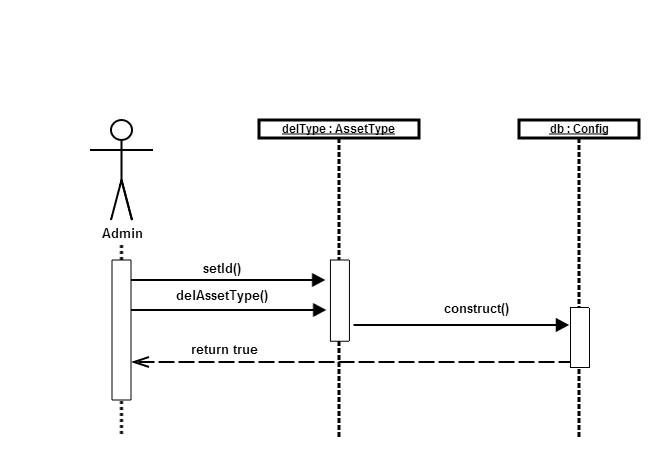 delType : AssetType
db : Config
Admin
setId()
delAssetType()
construct()
return true